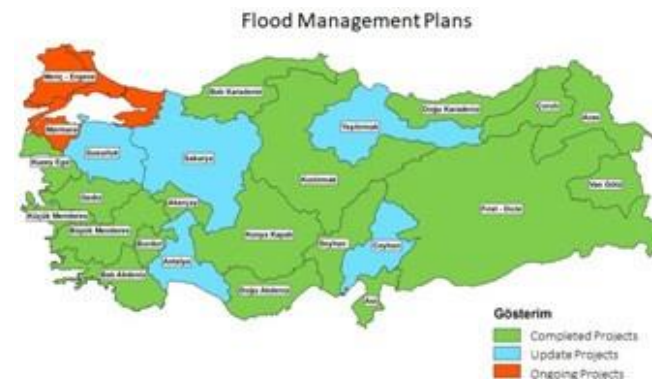 Flood Management Plans
Meriç - Ergene
Marmara
Batı Karadeniz
Susurluk
Sakarya
Yeşilırmak
Doğu Karadeniz
Çoruh
Aras
Kuzey Ege
Kızılırmak
Van Gölü
Gediz
Akarçay
Fırat - Dicle
Küçük Menderes
Büyük Menderes
Konya Kapalı
Burdur
Seyhan
Ceyhan
Antalya
Batı Akdeniz
Doğu Akdeniz
Asi
Gösterim
Completed Projects
Update Projects
Ongoing Projects